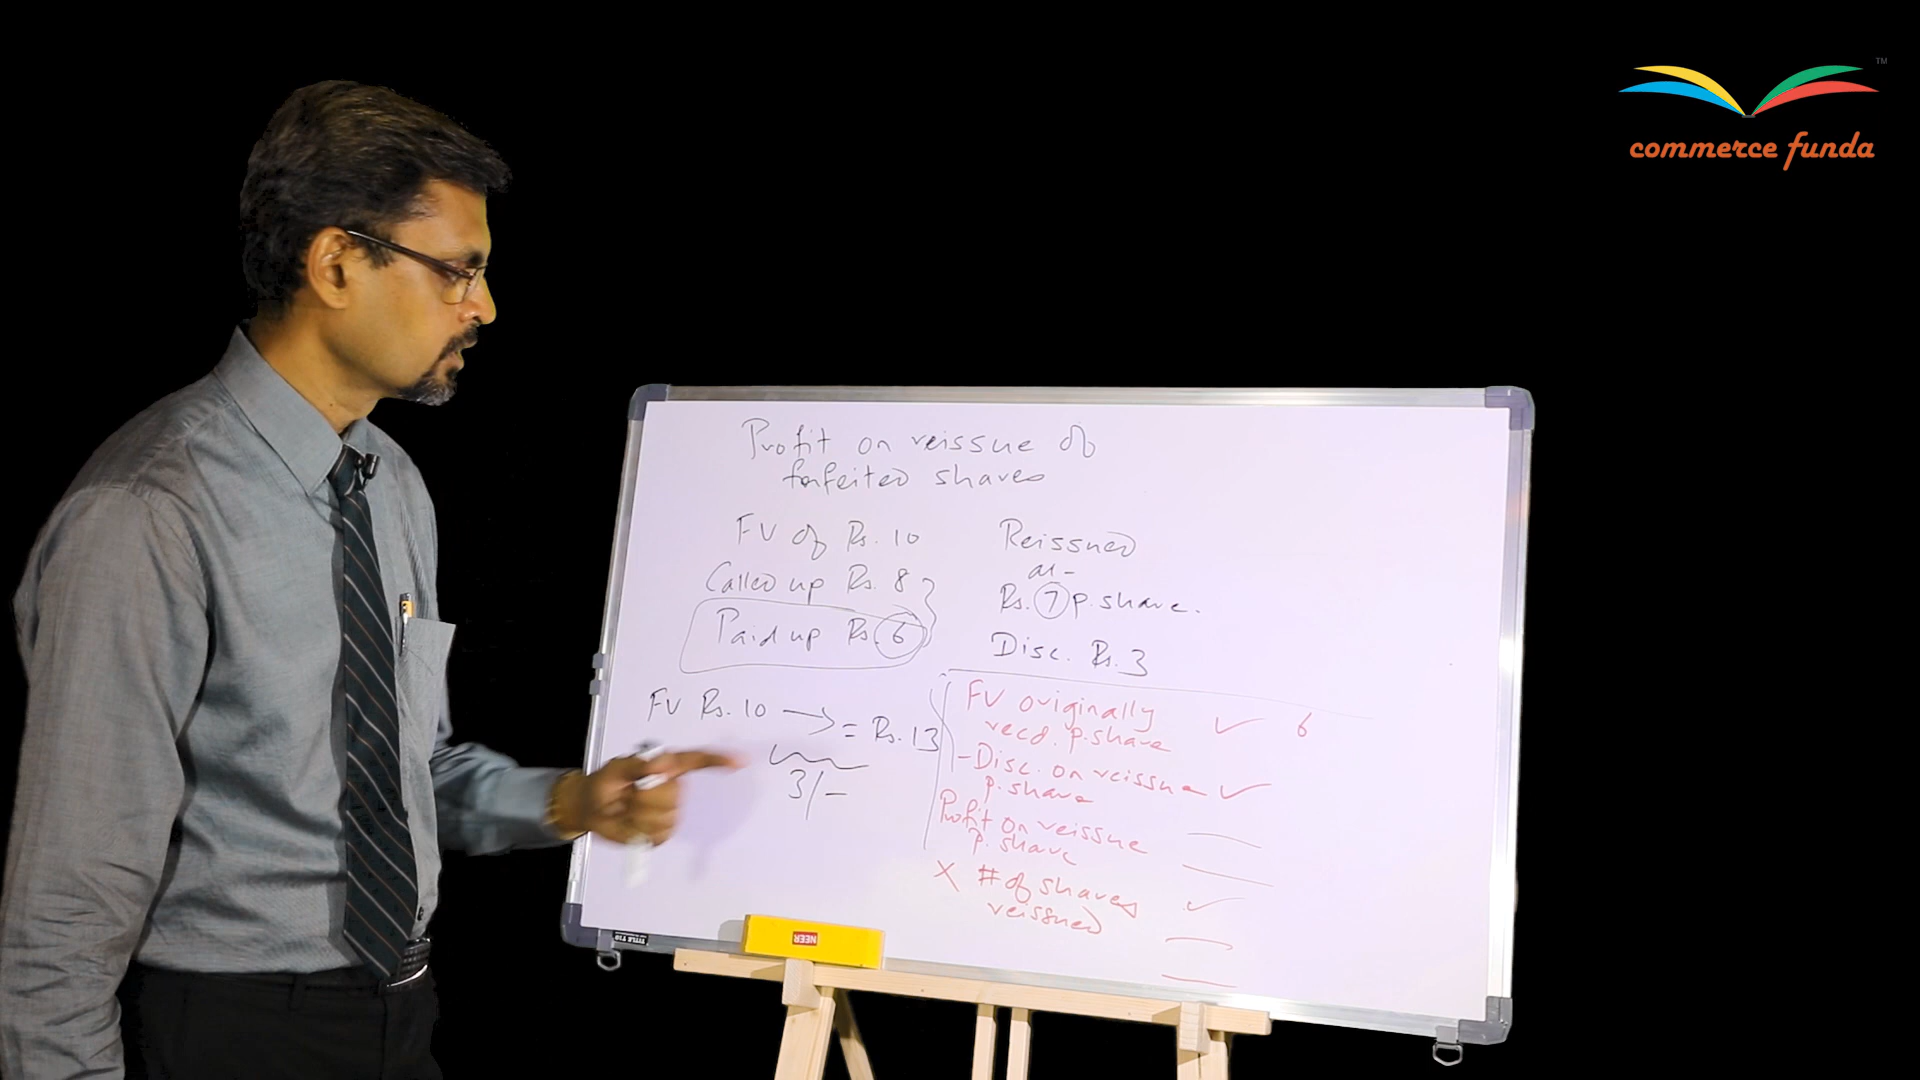 TM
commerce funda
Profit on reissue of
forfeited shares
FV of Rs. 10
Called up Rs. 8
Paid up Rs. 6
Reissued
at
Rs. 7 p. share.
Disc. Rs. 3
FV Rs. 10 → = Rs. 13
3/-
FV originally
recd. p. share ✓ 6
- Disc. on reissue ✓
p. share
Profit on reissue
p. share
X # of shares ✓
reissued
NEER